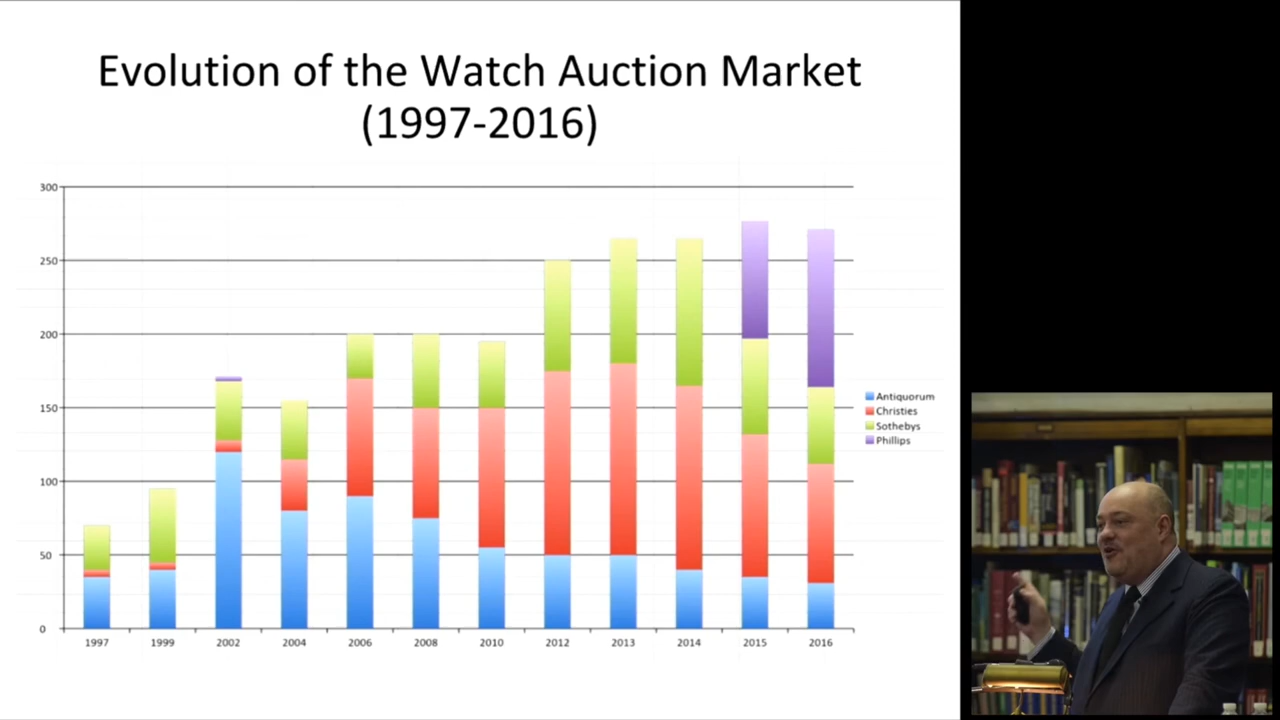 Evolution of the Watch Auction Market
(1997-2016)
300
250
200
150
100
50
0
1997 1999 2002 2004 2006 2008 2010 2012 2013 2014 2015 2016
Antiquorum
Christies
Sothebys
Phillips